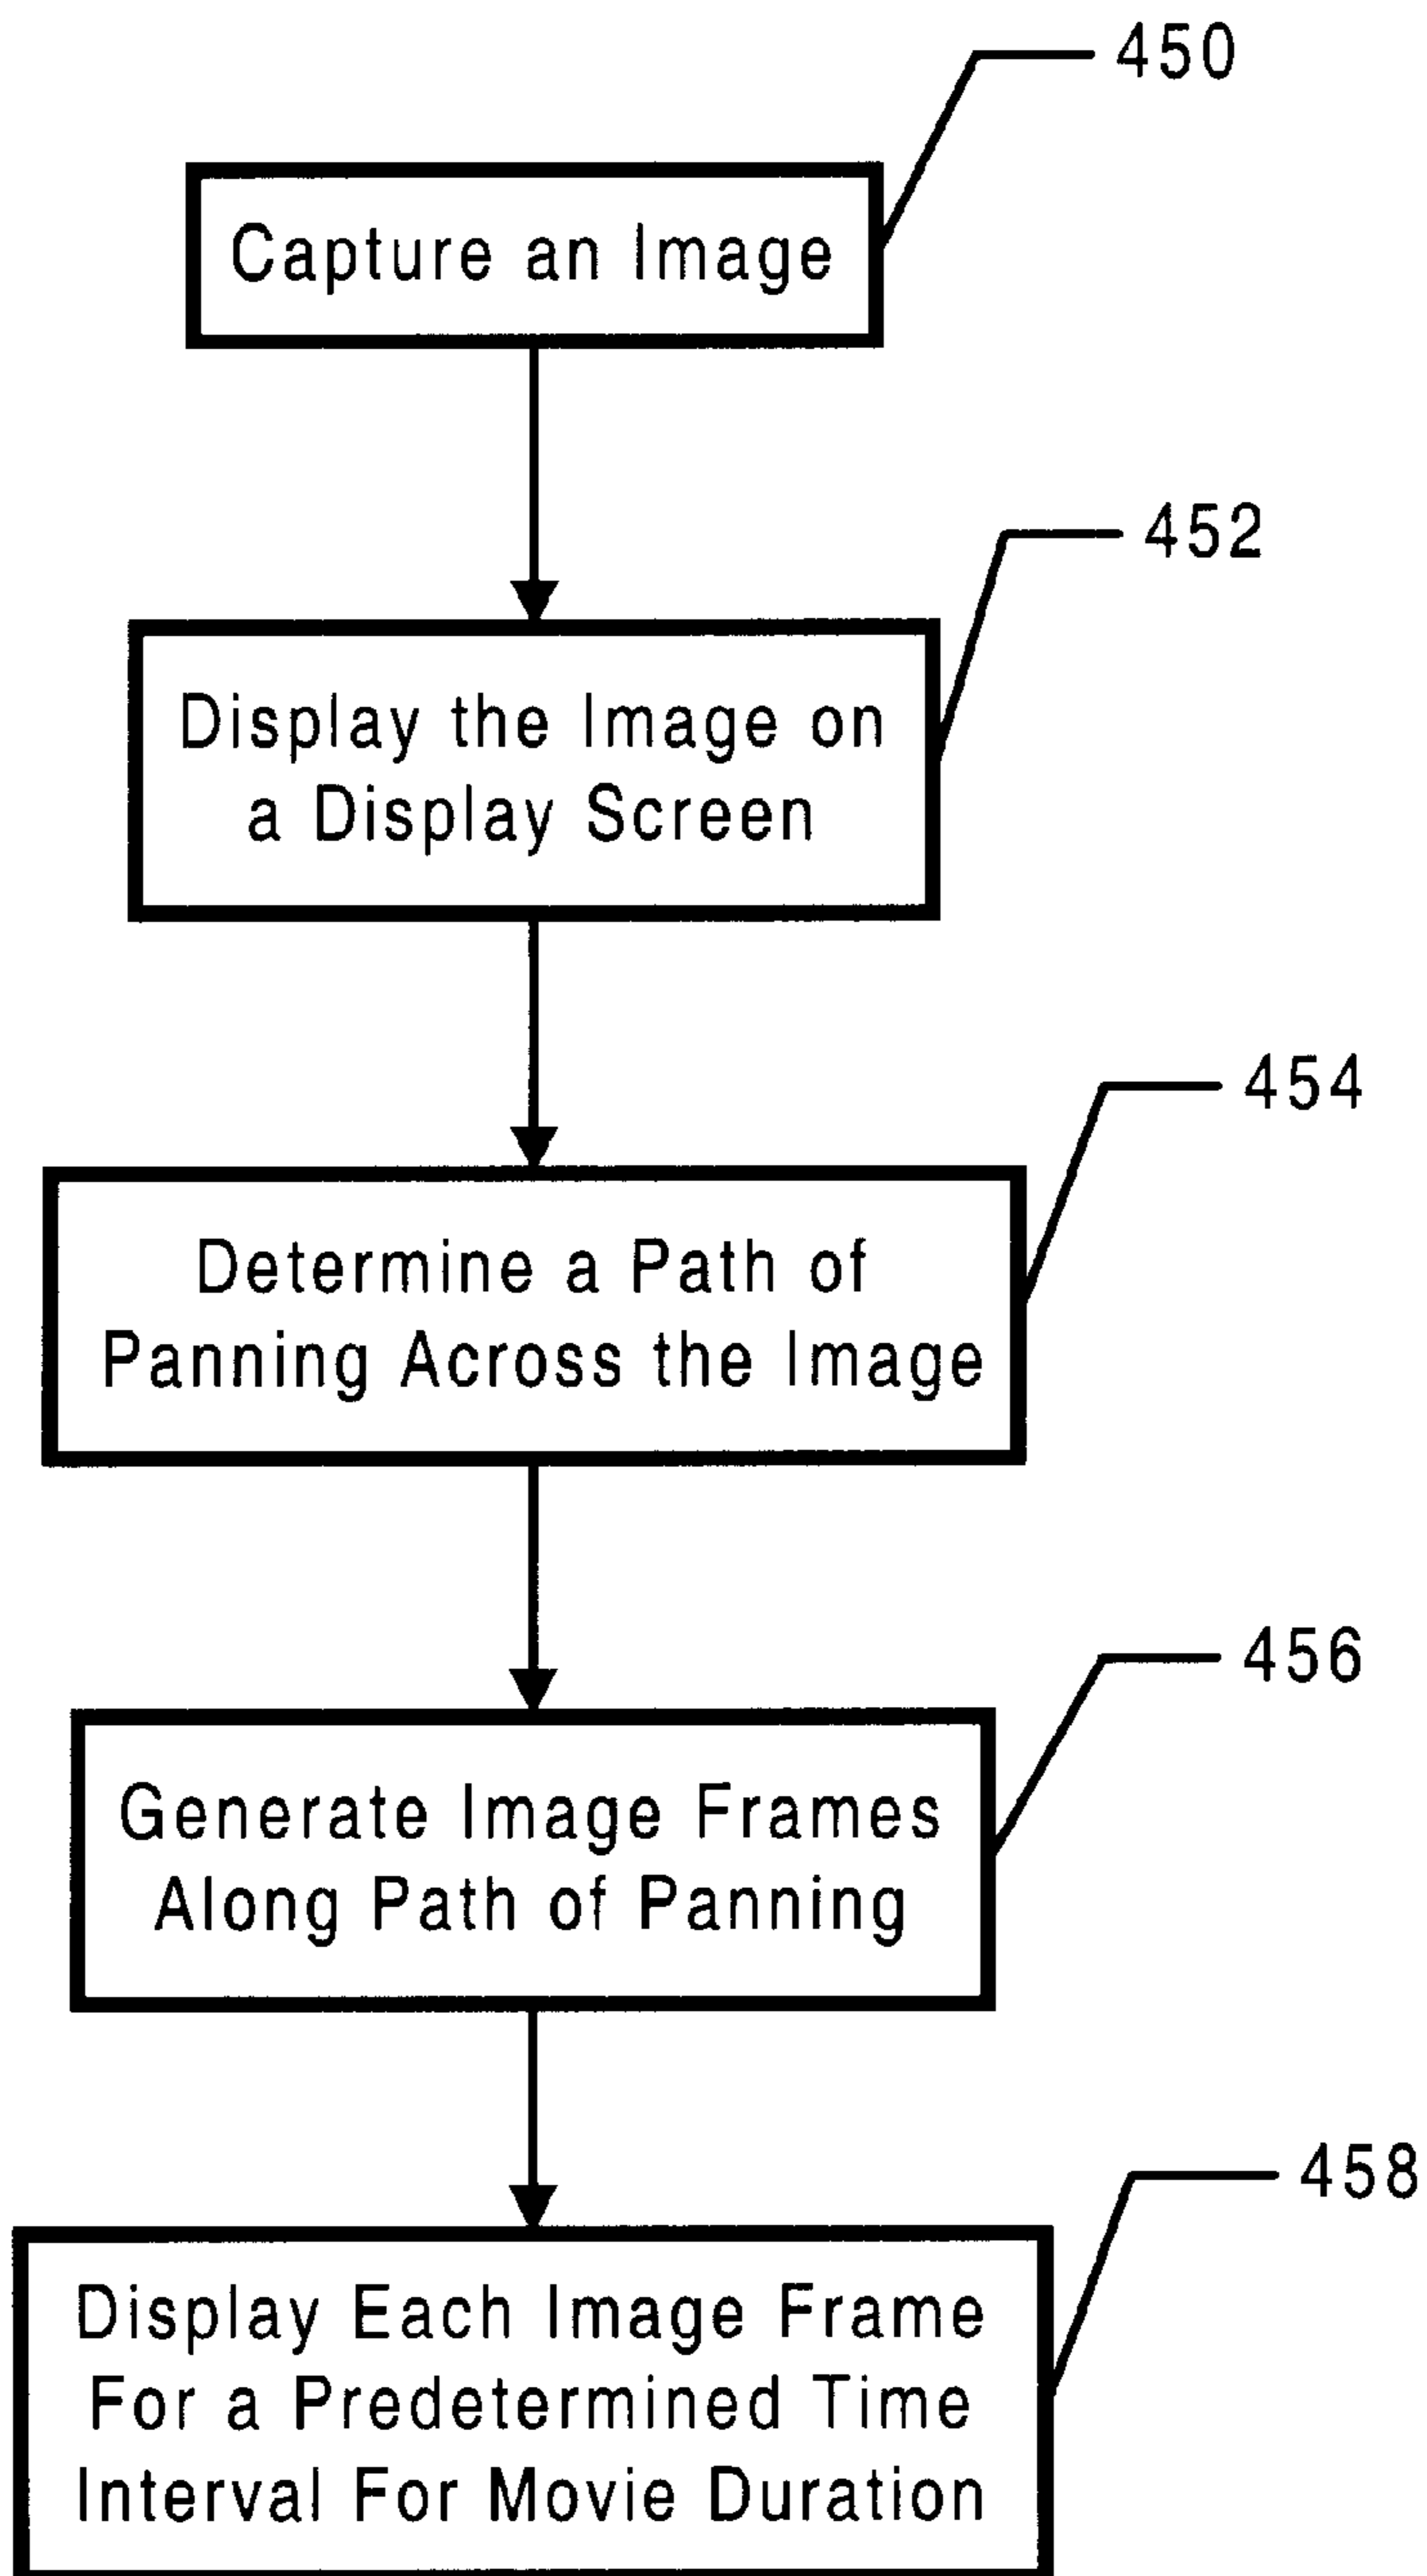 450
Capture an Image
452
Display the Image on
a Display Screen
454
Determine a Path of
Panning Across the Image
456
Generate Image Frames
Along Path of Panning
458
Display Each Image Frame
For a Predetermined Time
Interval For Movie Duration